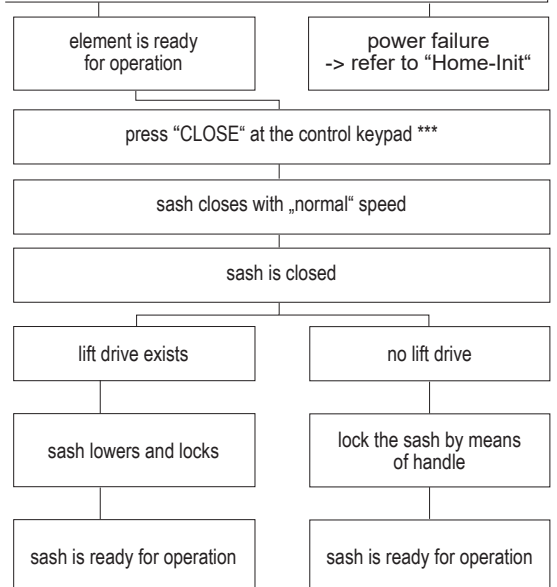 element is ready
for operation
power failure
-> refer to “Home-Init“
press “CLOSE“ at the control keypad ***
sash closes with „normal“ speed
sash is closed
lift drive exists
no lift drive
sash lowers and locks
lock the sash by means
of handle
sash is ready for operation
sash is ready for operation